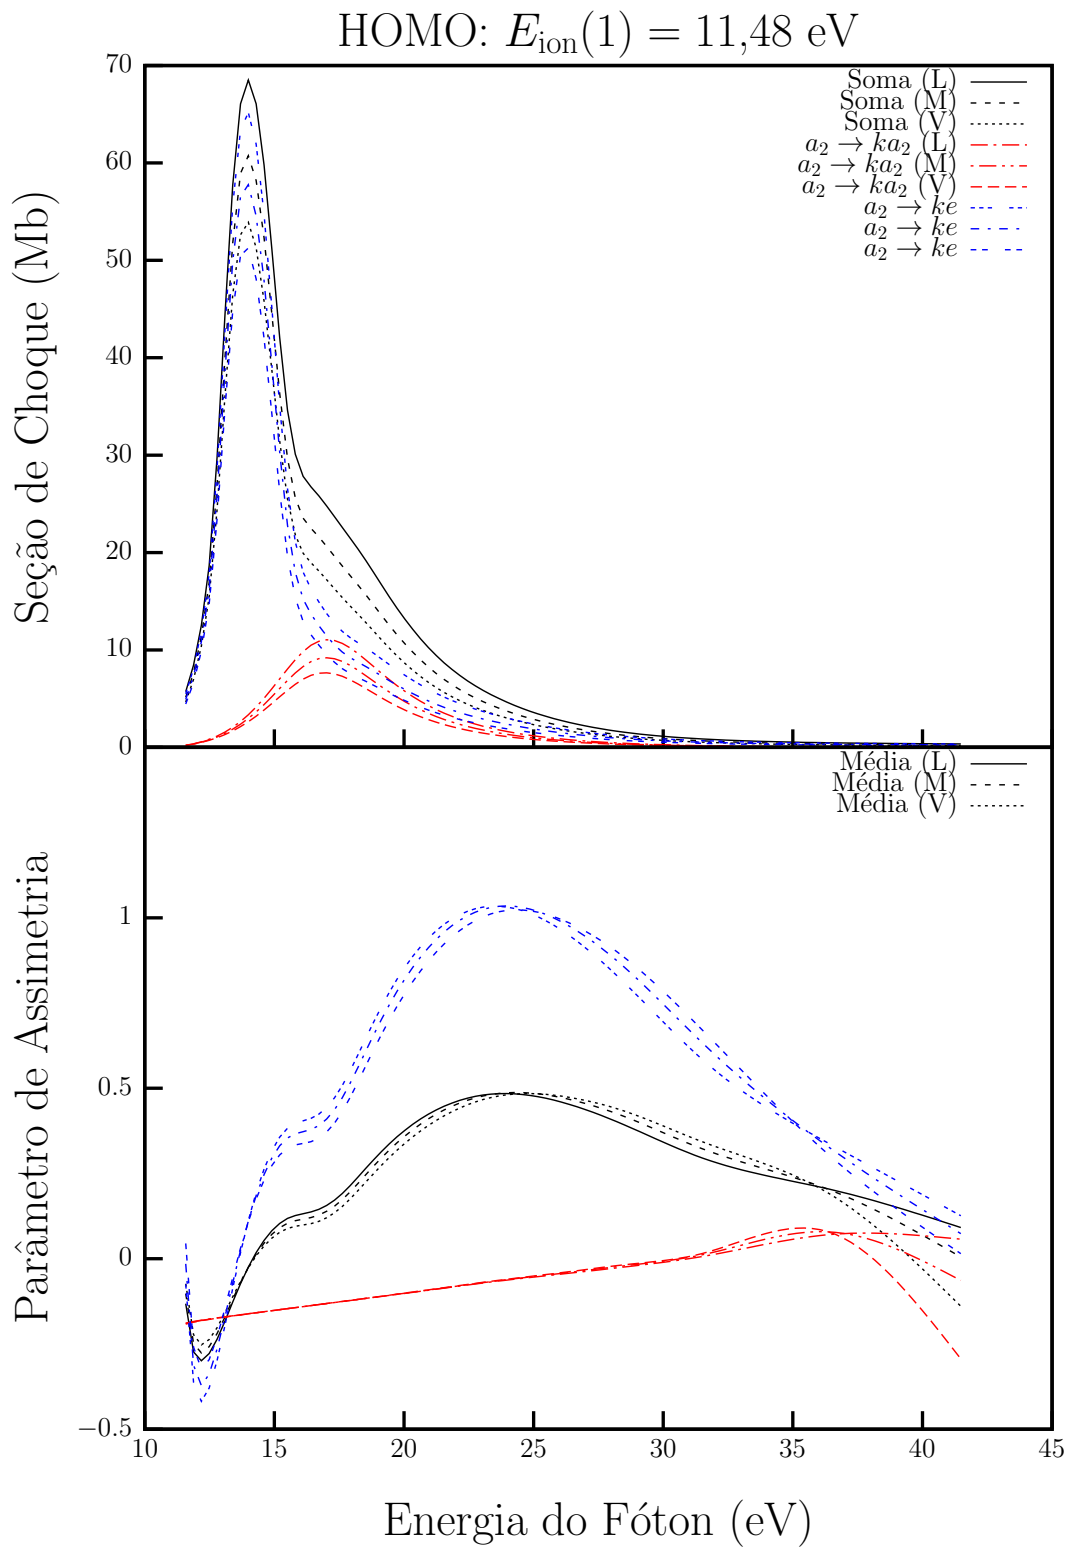 HOMO: E_ion(1) = 11,48 eV
70
60
50
40
30
20
10
0
Seção de Choque (Mb)
Soma (L)
Soma (M)
Soma (V)
a₂ → ka₂ (L)
a₂ → ka₂ (M)
a₂ → ka₂ (V)
a₂ → ke
a₂ → ke
a₂ → ke
Média (L)
Média (M)
Média (V)
1
0.5
0
−0.5
Parâmetro de Assimetria
10 15 20 25 30 35 40 45
Energia do Fóton (eV)